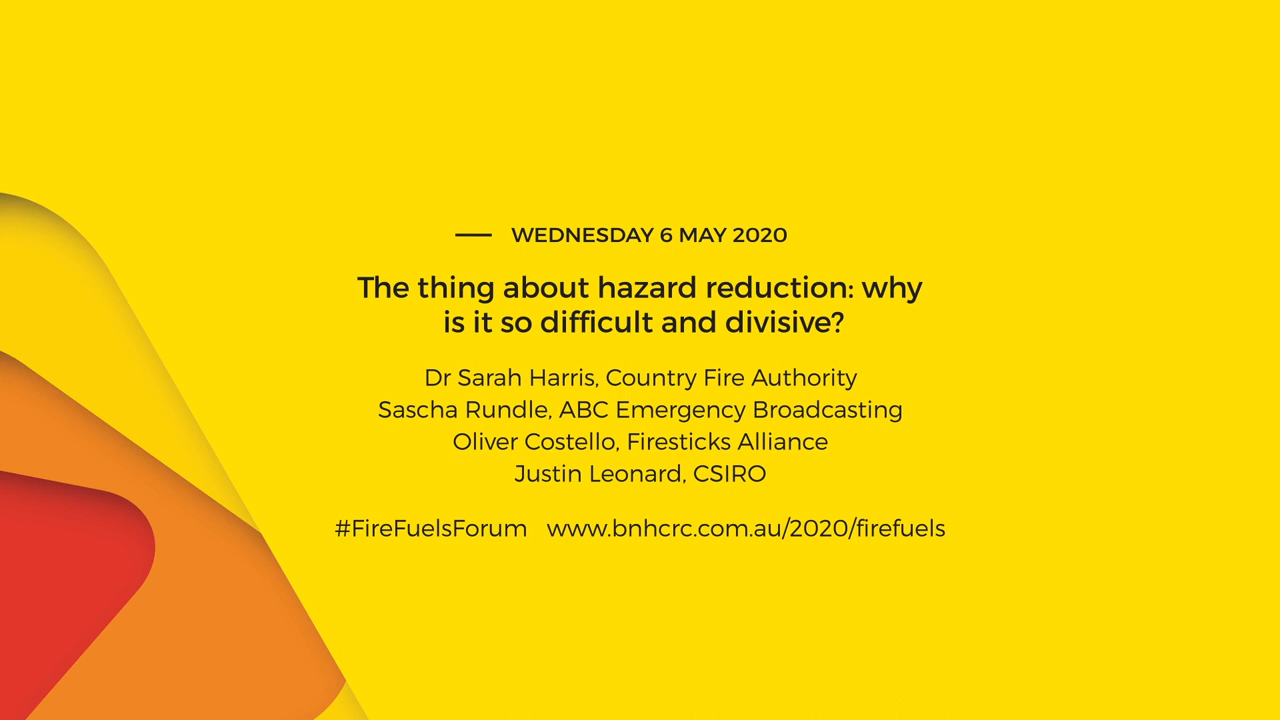 WEDNESDAY 6 MAY 2020
The thing about hazard reduction: why
is it so difficult and divisive?
Dr Sarah Harris, Country Fire Authority
Sascha Rundle, ABC Emergency Broadcasting
Oliver Costello, Firesticks Alliance
Justin Leonard, CSIRO
#FireFuelsForum www.bnhcrc.com.au/2020/firefuels